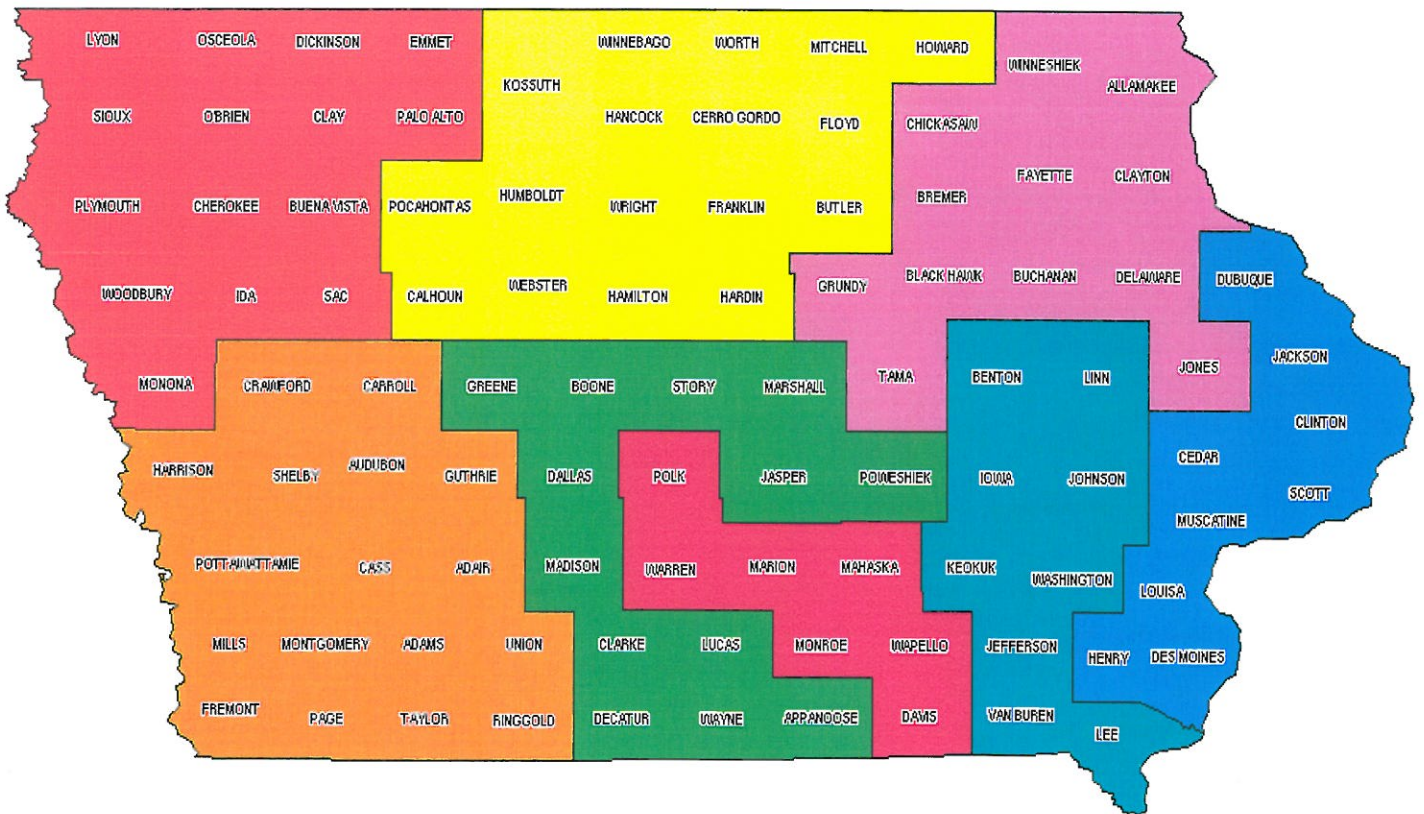 LYON OSCEOLA DICKINSON EMMET WINNEBAGO WORTH MITCHELL HOWARD
WINNESHIEK ALLAMAKEE
KOSSUTH
SIOUX O'BRIEN CLAY PALO ALTO HANCOCK CERRO GORDO FLOYD CHICKASAW
FAYETTE CLAYTON
PLYMOUTH CHEROKEE BUENA VISTA POCAHONTAS HUMBOLDT WRIGHT FRANKLIN BUTLER BREMER
WOODBURY IDA SAC CALHOUN WEBSTER HAMILTON HARDIN GRUNDY BLACK HAWK BUCHANAN DELAWARE DUBUQUE
MONONA CRAWFORD CARROLL GREENE BOONE STORY MARSHALL TAMA BENTON LINN JONES JACKSON
CLINTON
HARRISON SHELBY AUDUBON GUTHRIE DALLAS POLK JASPER POWESHIEK IOWA JOHNSON CEDAR
SCOTT
MUSCATINE
POTTAWATTAMIE CASS ADAIR MADISON WARREN MARION MAHASKA KEOKUK WASHINGTON LOUISA
MILLS MONTGOMERY ADAMS UNION CLARKE LUCAS MONROE WAPELLO JEFFERSON HENRY DES MOINES
FREMONT PAGE TAYLOR RINGGOLD DECATUR WAYNE APPANOOSE DAVIS VAN BUREN LEE